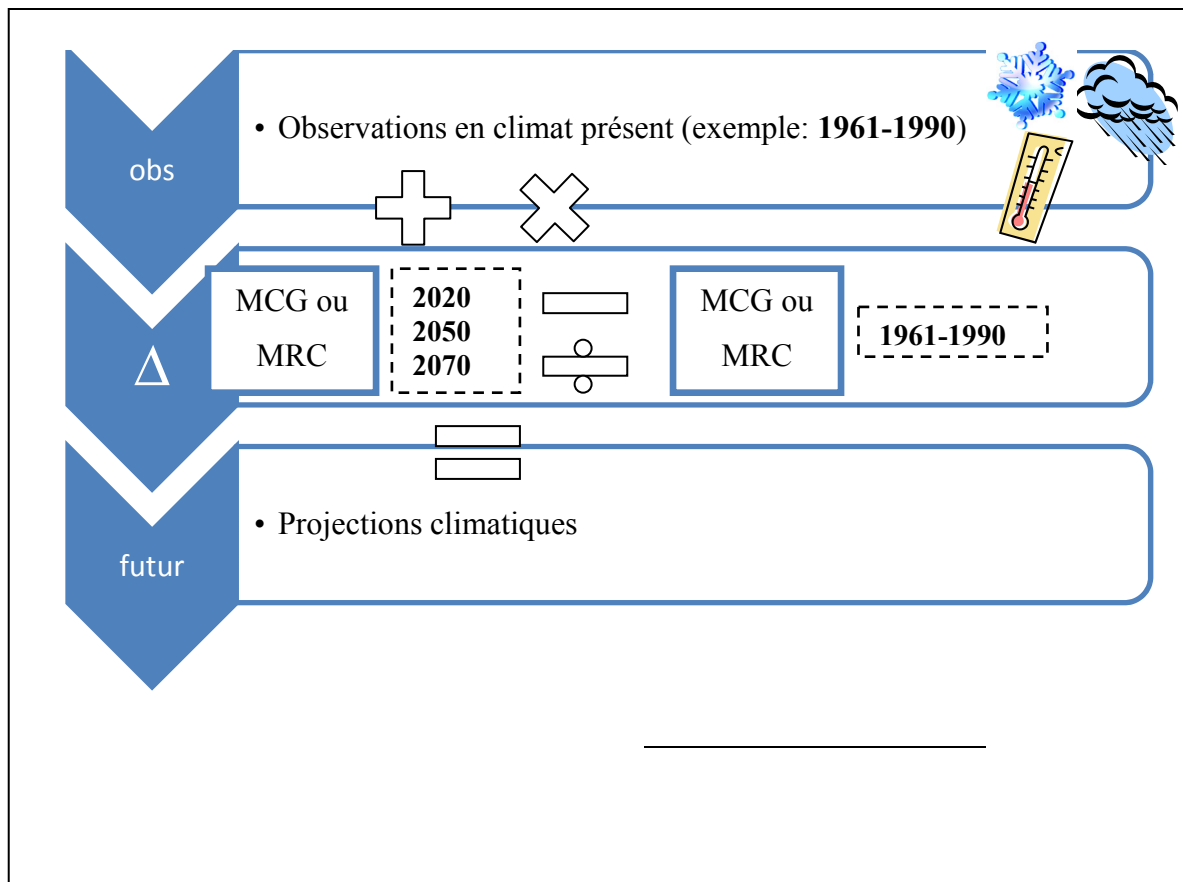 obs
• Observations en climat présent (exemple: 1961-1990)
Δ
MCG ou
MRC
2020
2050
2070
MCG ou
MRC
1961-1990
futur
• Projections climatiques